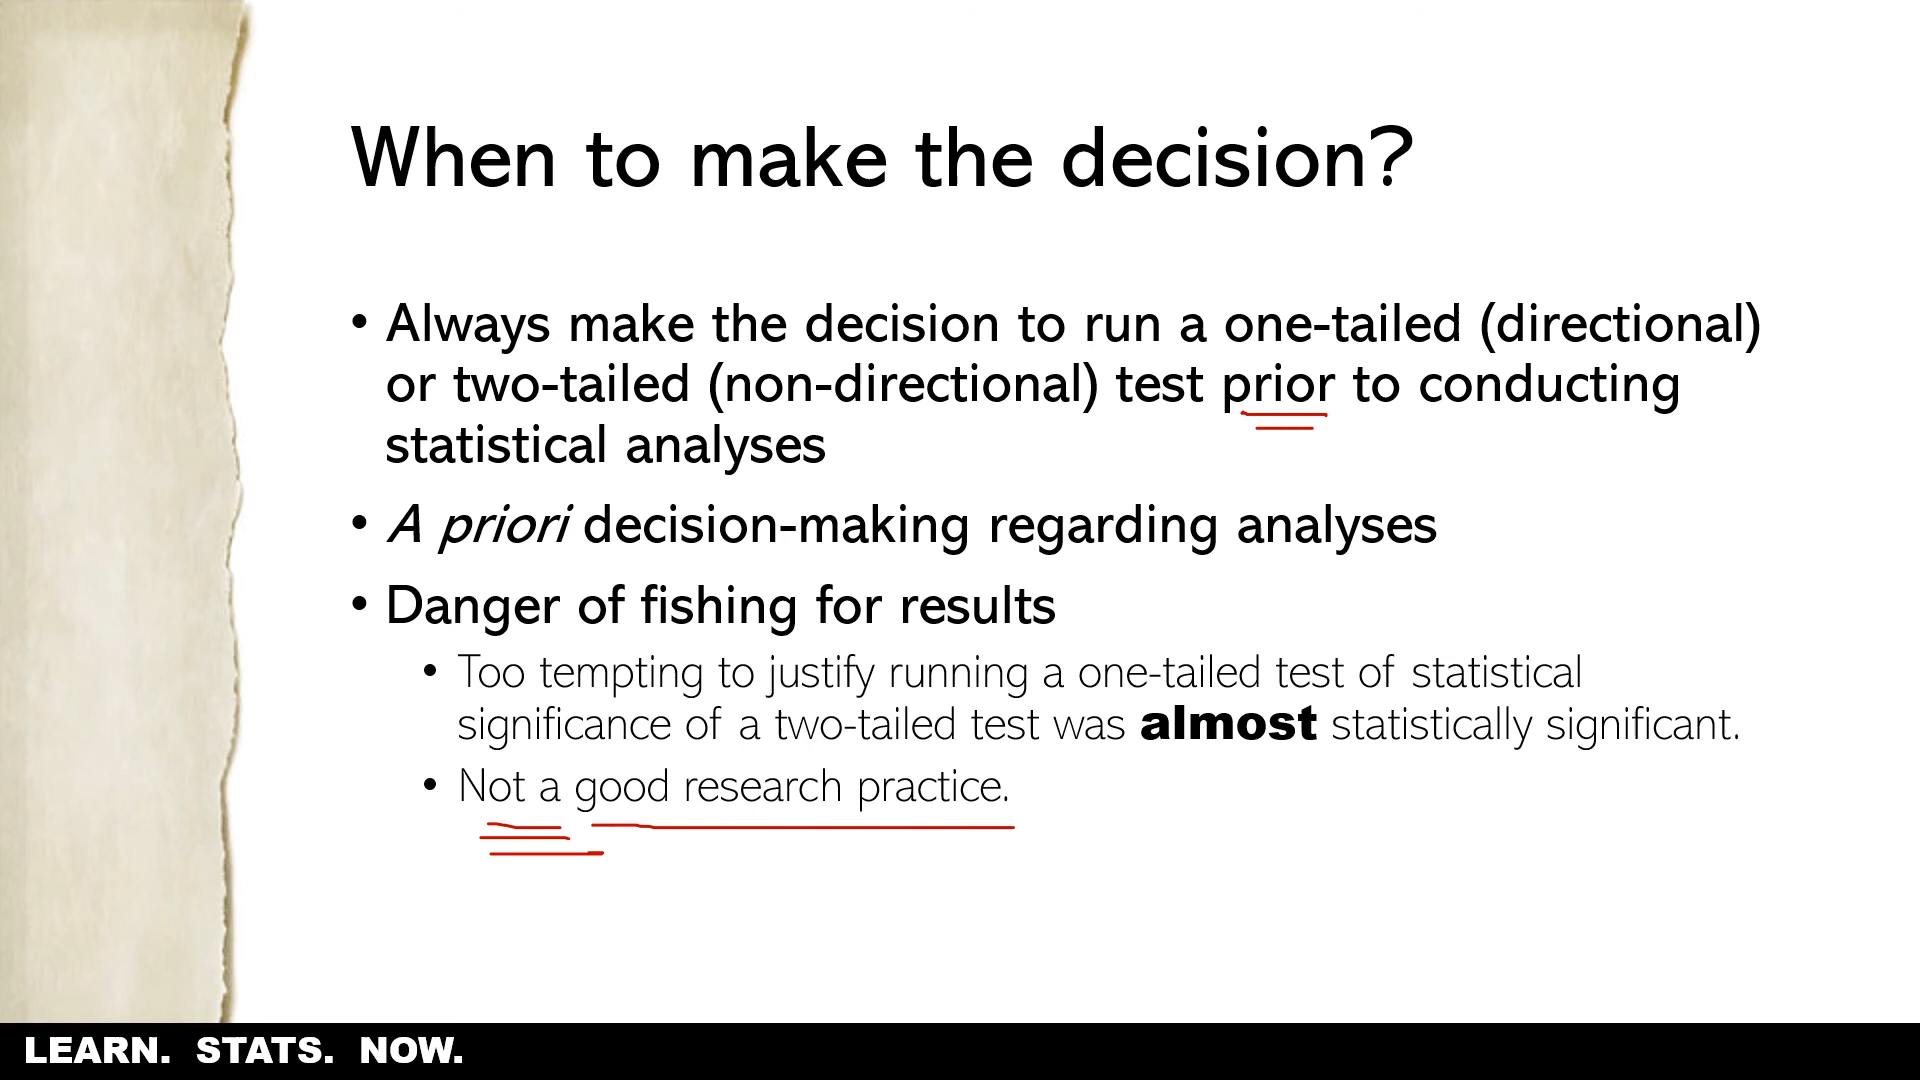 When to make the decision?
• Always make the decision to run a one-tailed (directional)
or two-tailed (non-directional) test prior to conducting
statistical analyses
• A priori decision-making regarding analyses
• Danger of fishing for results
• Too tempting to justify running a one-tailed test of statistical
significance of a two-tailed test was almost statistically significant.
• Not a good research practice.
LEARN. STATS. NOW.